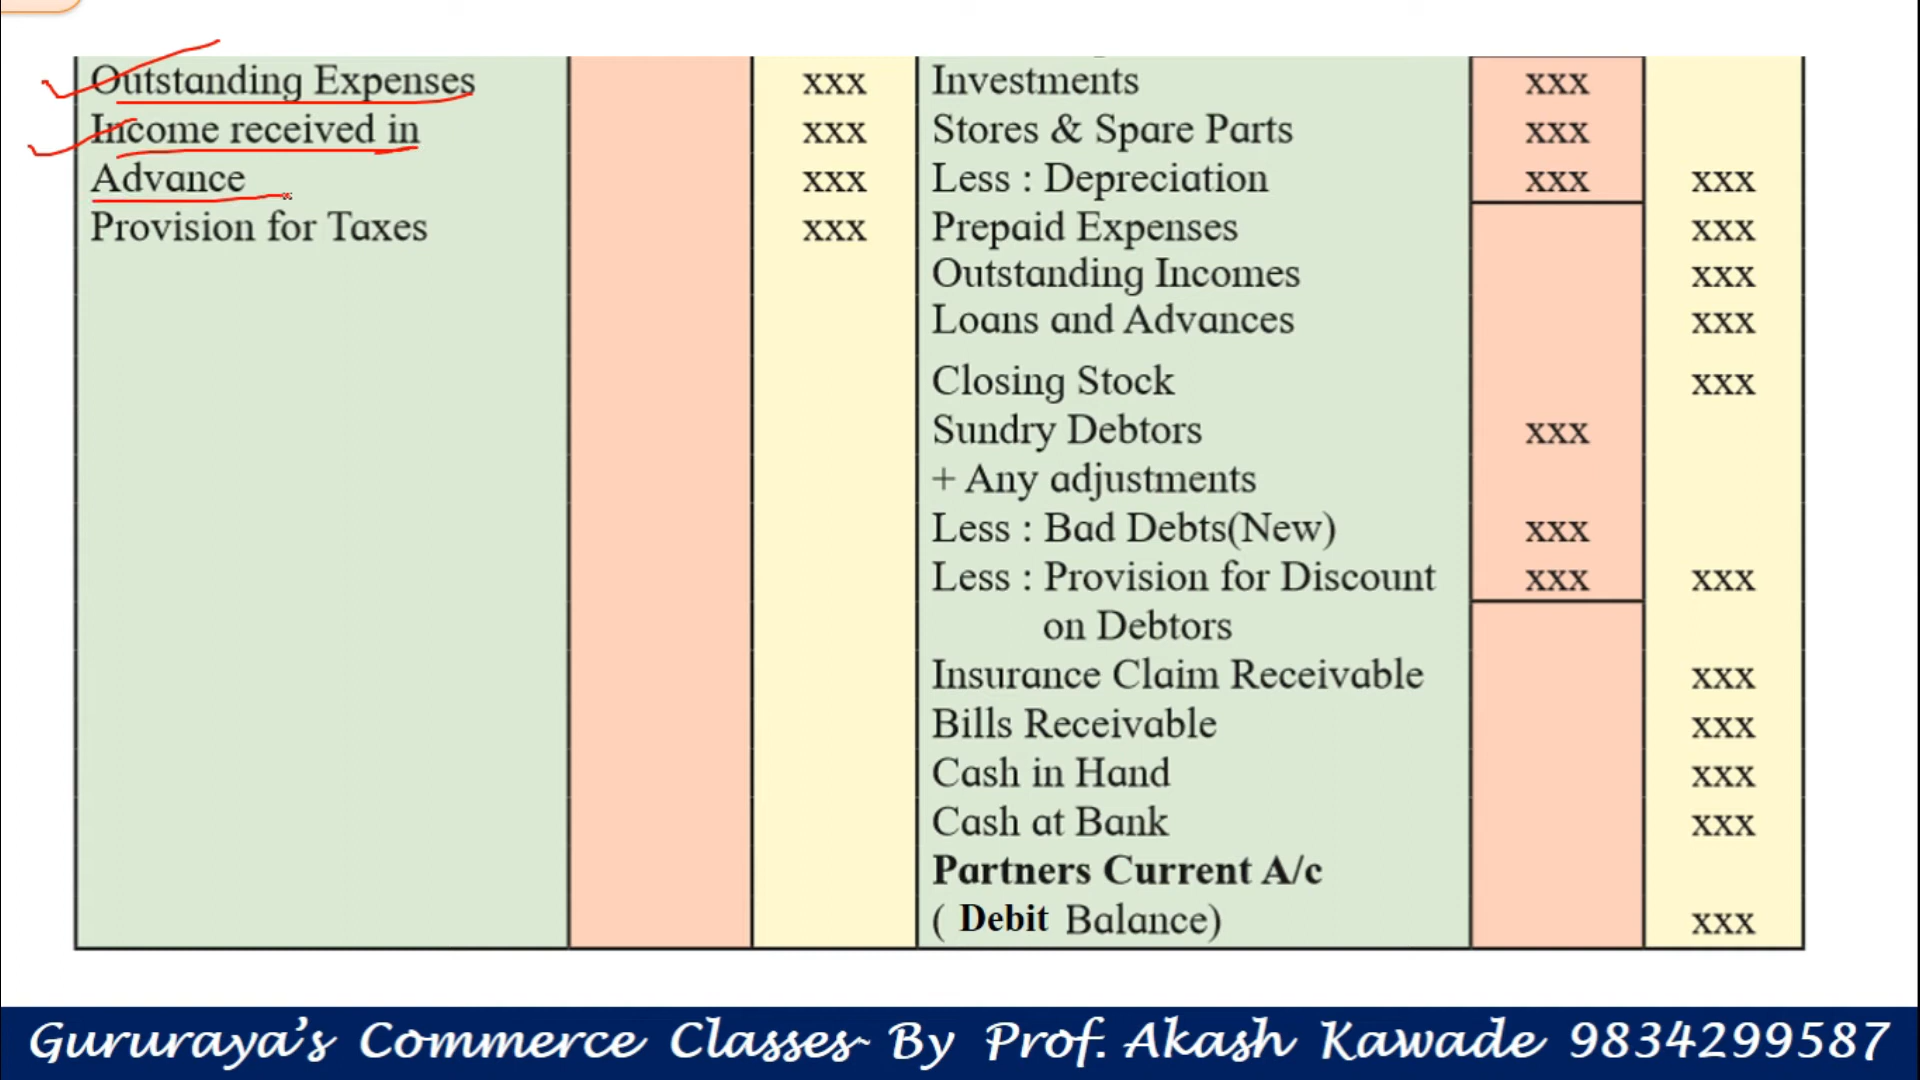 Outstanding Expenses xxx Investments xxx
Income received in xxx Stores & Spare Parts xxx
Advance xxx Less : Depreciation xxx xxx
Provision for Taxes xxx Prepaid Expenses xxx
Outstanding Incomes xxx
Loans and Advances xxx
Closing Stock xxx
Sundry Debtors xxx
+ Any adjustments
Less : Bad Debts(New) xxx
Less : Provision for Discount xxx xxx
on Debtors
Insurance Claim Receivable xxx
Bills Receivable xxx
Cash in Hand xxx
Cash at Bank xxx
Partners Current A/c
( Debit Balance) xxx
Gururaya's Commerce Classes~ By Prof. Akash Kawade 9834299587